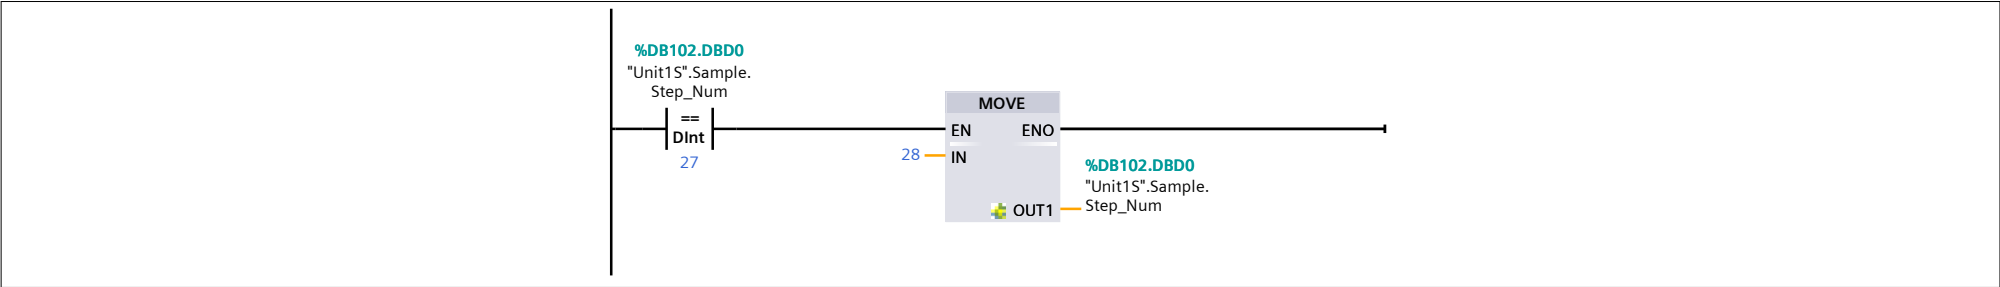 %DB102.DBD0
"Unit1S".Sample.
Step_Num
==
DInt
27
MOVE
EN
ENO
28
IN
%DB102.DBD0
"Unit1S".Sample.
Step_Num
OUT1